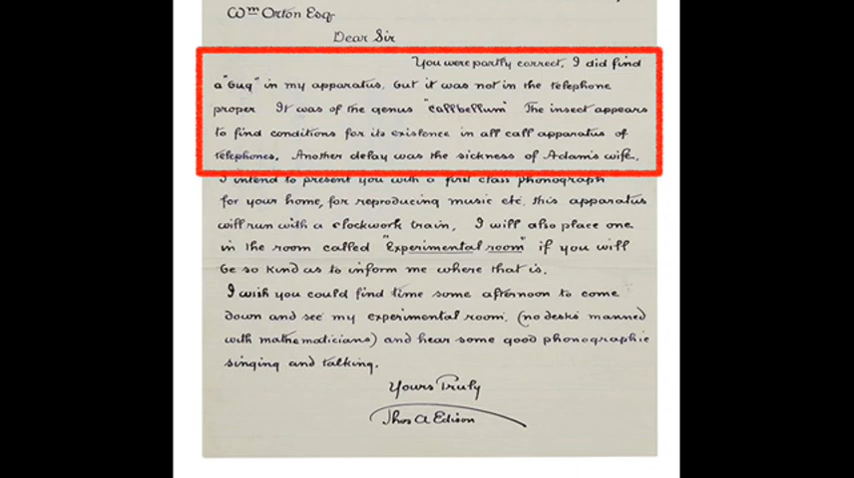 Wm Orton Esq.
Dear Sir
You were partly correct, I did find
a "bug" in my apparatus, but it was not in the telephone
proper It was of the genus "callbellum" The insect appears
to find conditions for its existence in all call apparatus of
telephones. Another delay was the sickness of Adam's wife.
I intend to present you with a first class phonograph
for your home, for reproducing music etc. this apparatus
will run with a clockwork train, I will also place one
in the room called "Experimental room" if you will
be so kind as to inform me where that is.
I wish you could find time some afternoon to come
down and see my experimental room, (no desks manned
with mathematicians) and hear some good phonographic
singing and talking.
Yours Truly
Thos A Edison